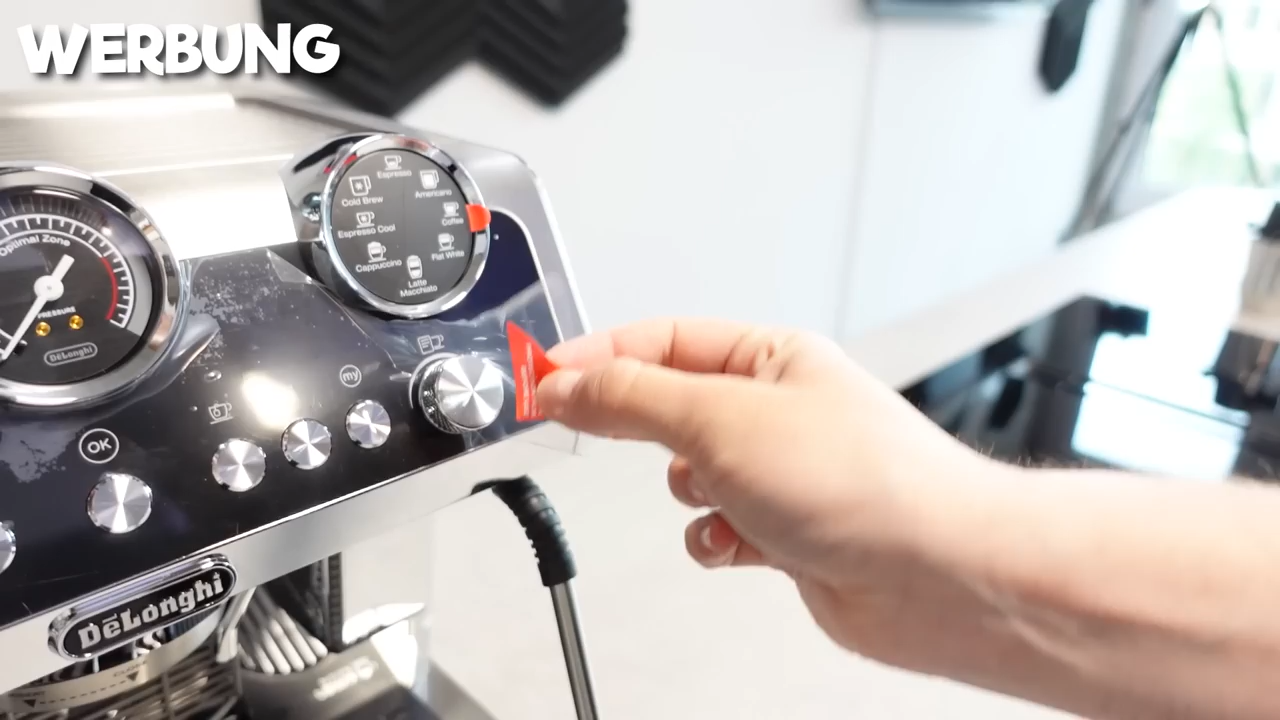 WERBUNG
Espresso
Cold Brew
Americano
Espresso Cool
Coffee
Cappuccino
Flat White
Latte
Macchiato
Optimal Zone
PRESSURE
DeLonghi
my
OK
DēLonghi